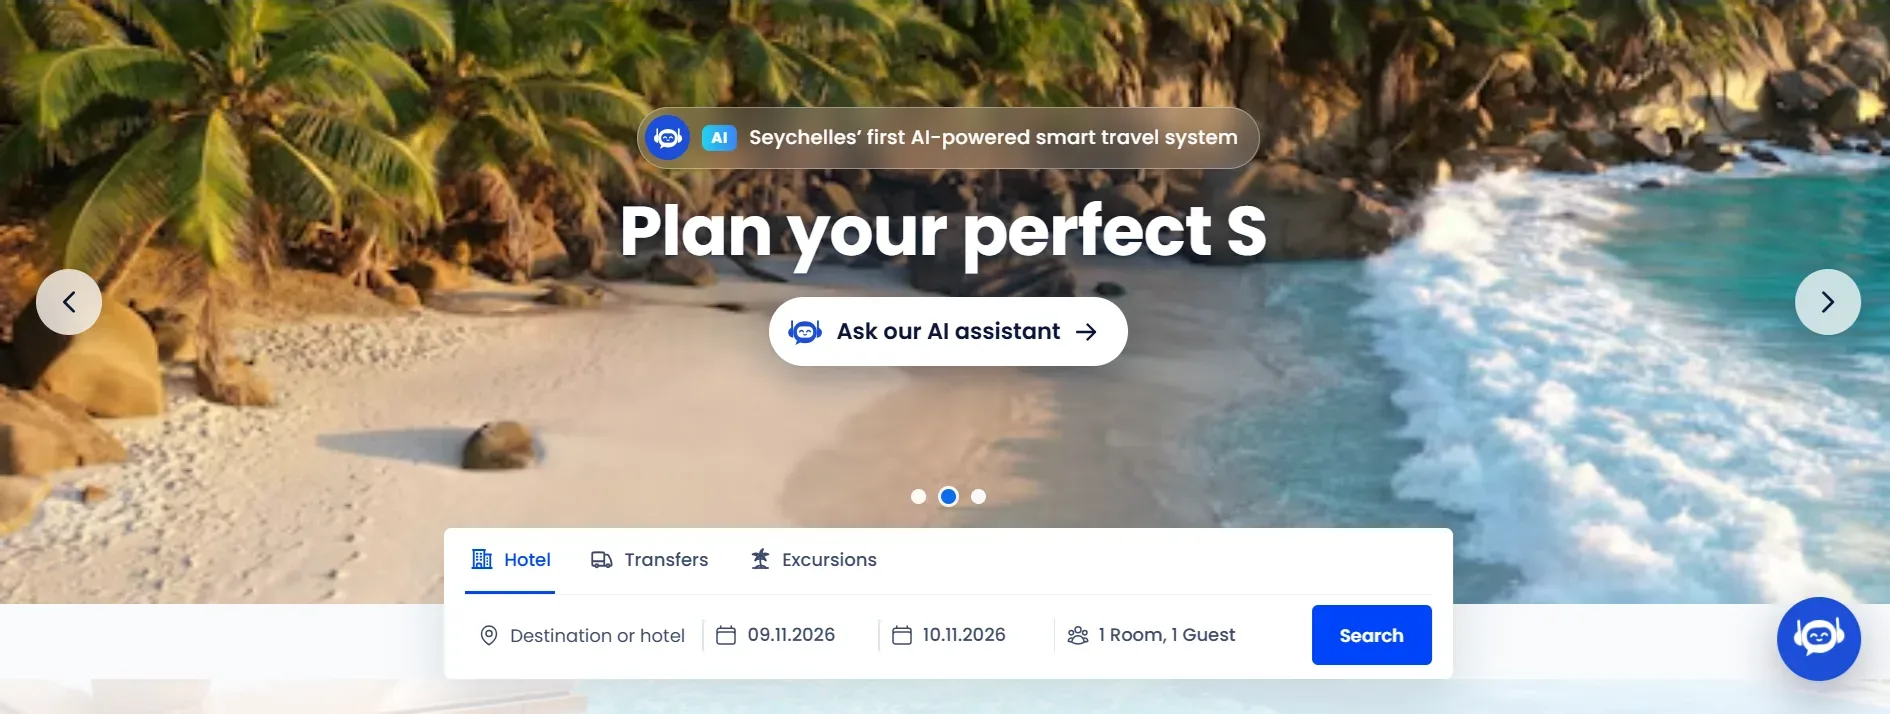 AI Seychelles’ first AI-powered smart travel system
Plan your perfect S
Ask our AI assistant
Hotel Transfers Excursions
Destination or hotel 09.11.2026 10.11.2026 1 Room, 1 Guest Search